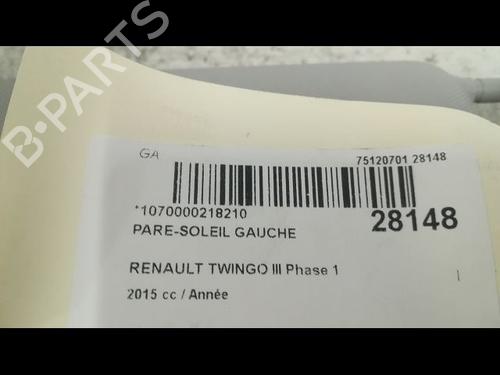 B-PARTS
GA
75120701 28148
*1070000218210
28148
PARE-SOLEIL GAUCHE
RENAULT TWINGO III Phase 1
2015 cc / Année